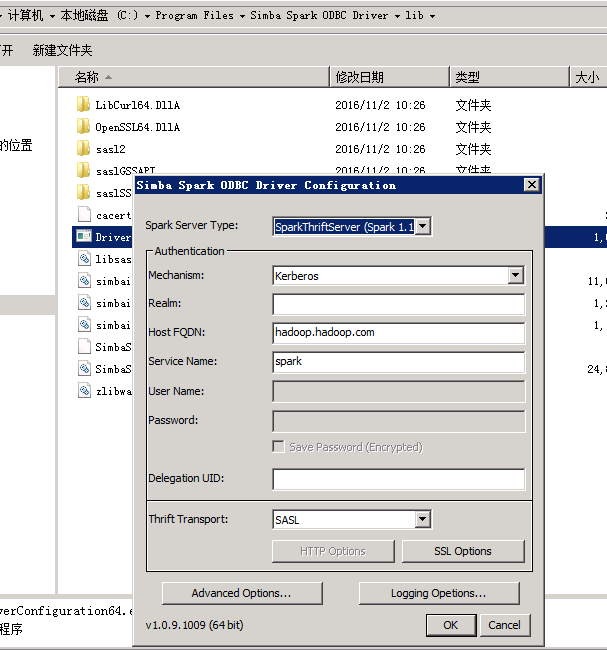 计算机 ▾ 本地磁盘 (C:) ▾ Program Files ▾ Simba Spark ODBC Driver ▾ lib ▾
开 新建文件夹
名称 修改日期 类型 大小
LibCurl64.DllA 2016/11/2 10:26 文件夹
OpenSSL64.DllA 2016/11/2 10:26 文件夹
的位置
sasl2 2016/11/2 10:26 文件夹
saslGSSAPI 2016/11/2 10:26 文件夹
saslSS
cacert
Driver 1,
libsas
simbai 11,
simbai 1,
simbai 1,
SimbaS
SimbaS 24,
zlibwa
Simba Spark ODBC Driver Configuration
Spark Server Type: SparkThriftServer (Spark 1.1
Authentication
Mechanism: Kerberos
Realm:
Host FQDN: hadoop.hadoop.com
Service Name: spark
User Name:
Password:
Save Password (Encrypted)
Delegation UID:
Thrift Transport: SASL
HTTP Options SSL Options
Advanced Options... Logging Opetions...
v1.0.9.1009 (64 bit) OK Cancel
verConfiguration64.e
程序